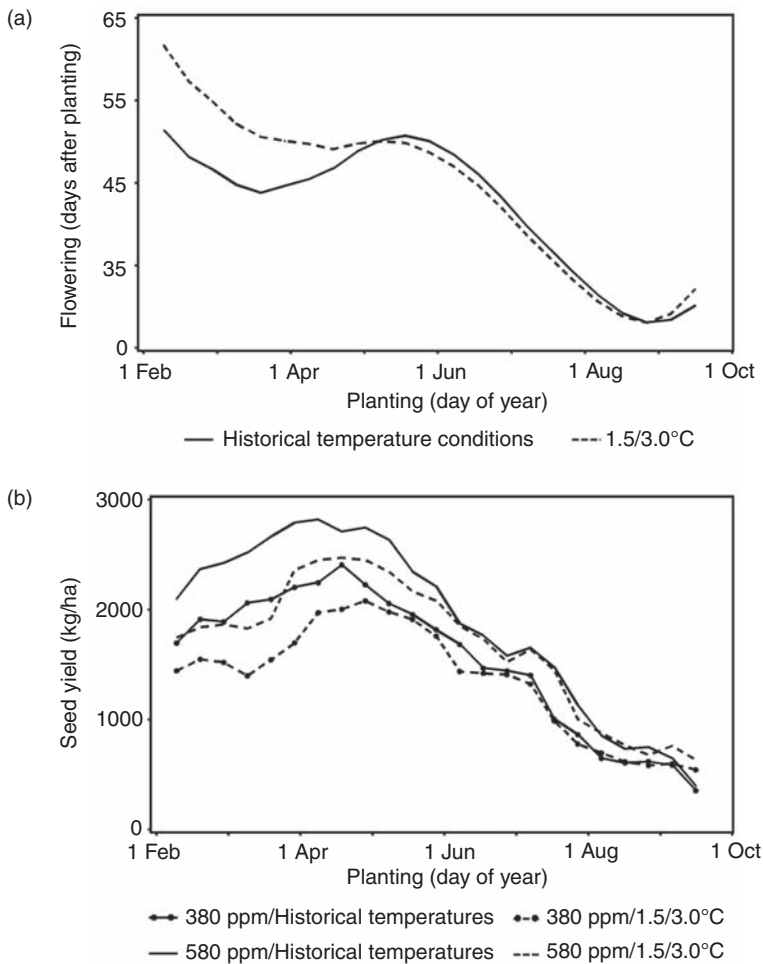 (a)
65
55
45
35
0
Flowering (days after planting)
1 Feb 1 Apr 1 Jun 1 Aug 1 Oct
Planting (day of year)
Historical temperature conditions 1.5/3.0°C
(b)
3000
2000
1000
0
Seed yield (kg/ha)
1 Feb 1 Apr 1 Jun 1 Aug 1 Oct
Planting (day of year)
380 ppm/Historical temperatures 380 ppm/1.5/3.0°C
580 ppm/Historical temperatures 580 ppm/1.5/3.0°C